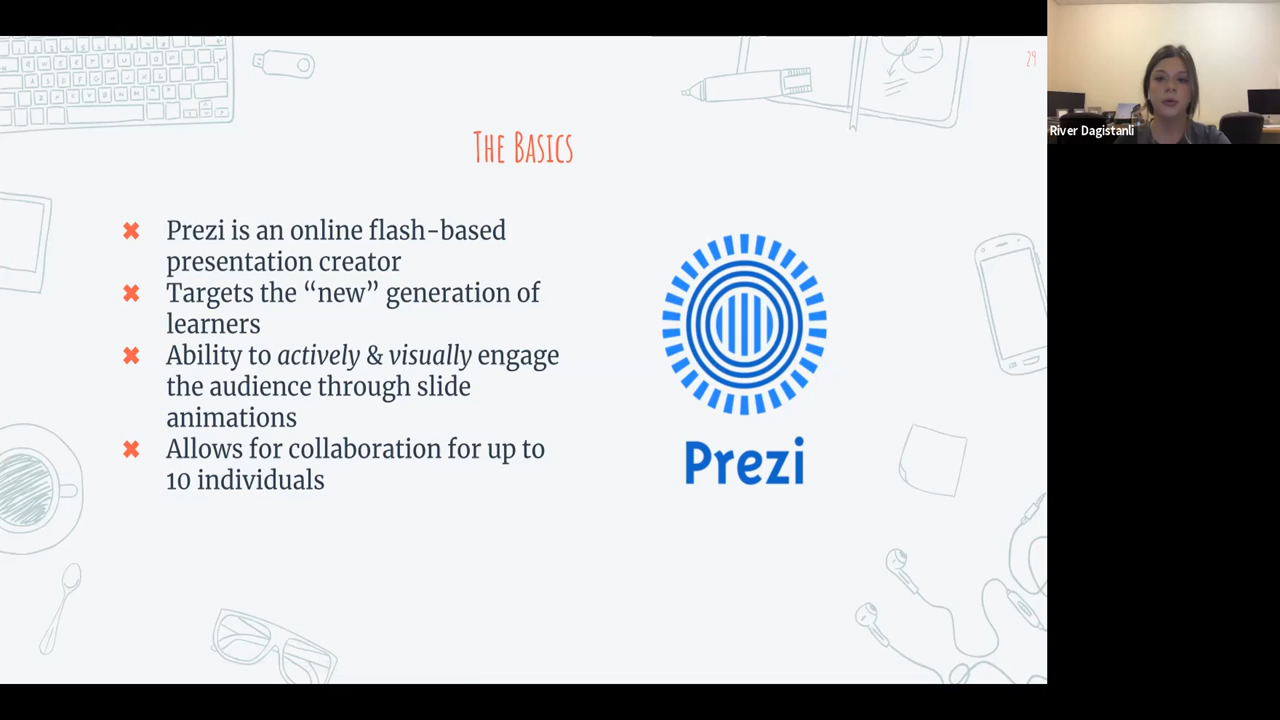 29
River Dagistanli
The Basics
Prezi is an online flash-based
presentation creator
Targets the “new” generation of
learners
Ability to actively & visually engage
the audience through slide
animations
Allows for collaboration for up to
10 individuals
Prezi